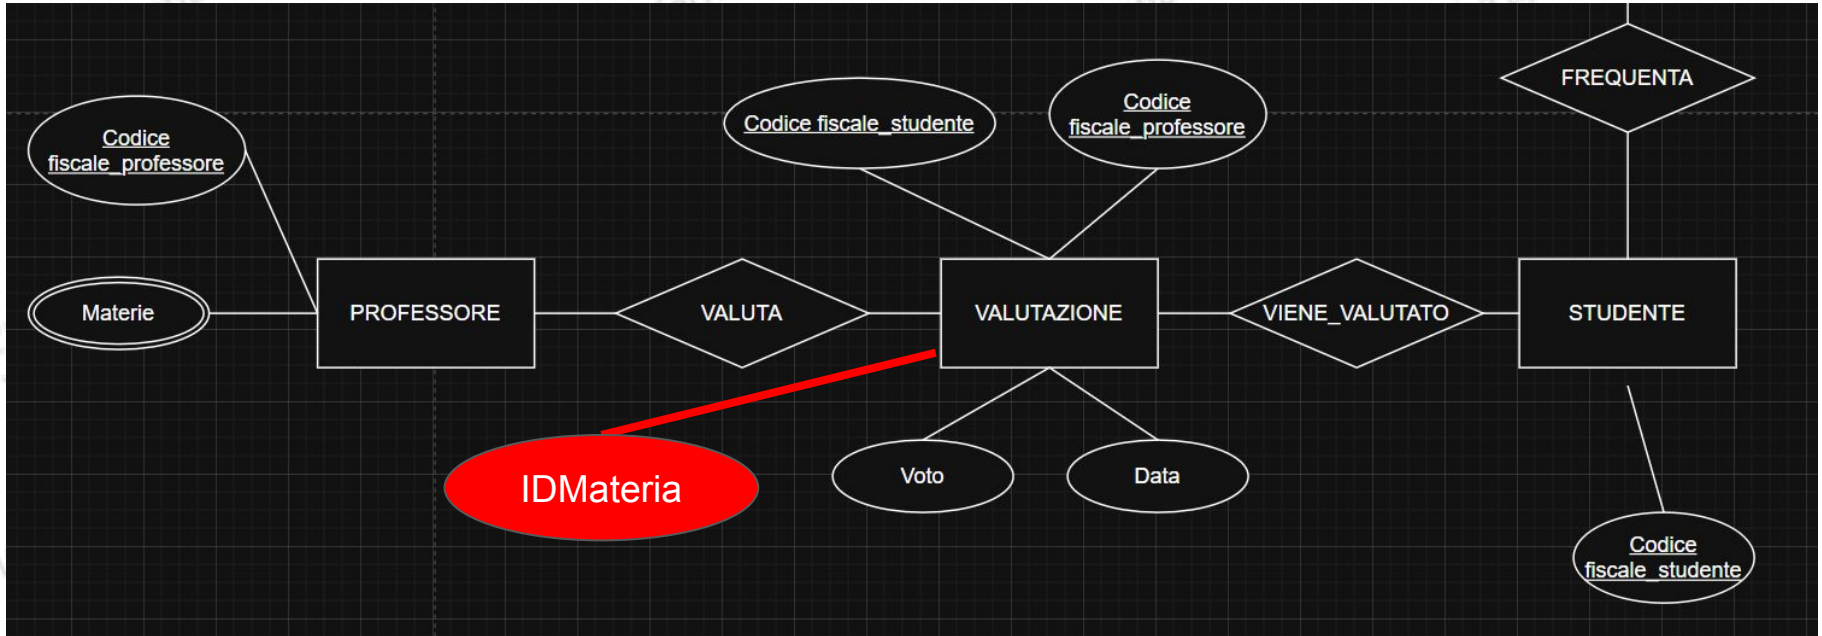 FREQUENTA
Codice
fiscale_professore
Codice fiscale_studente
Codice
fiscale_professore
Materie
PROFESSORE
VALUTA
VALUTAZIONE
VIENE_VALUTATO
STUDENTE
IDMateria
Voto
Data
Codice
fiscale_studente